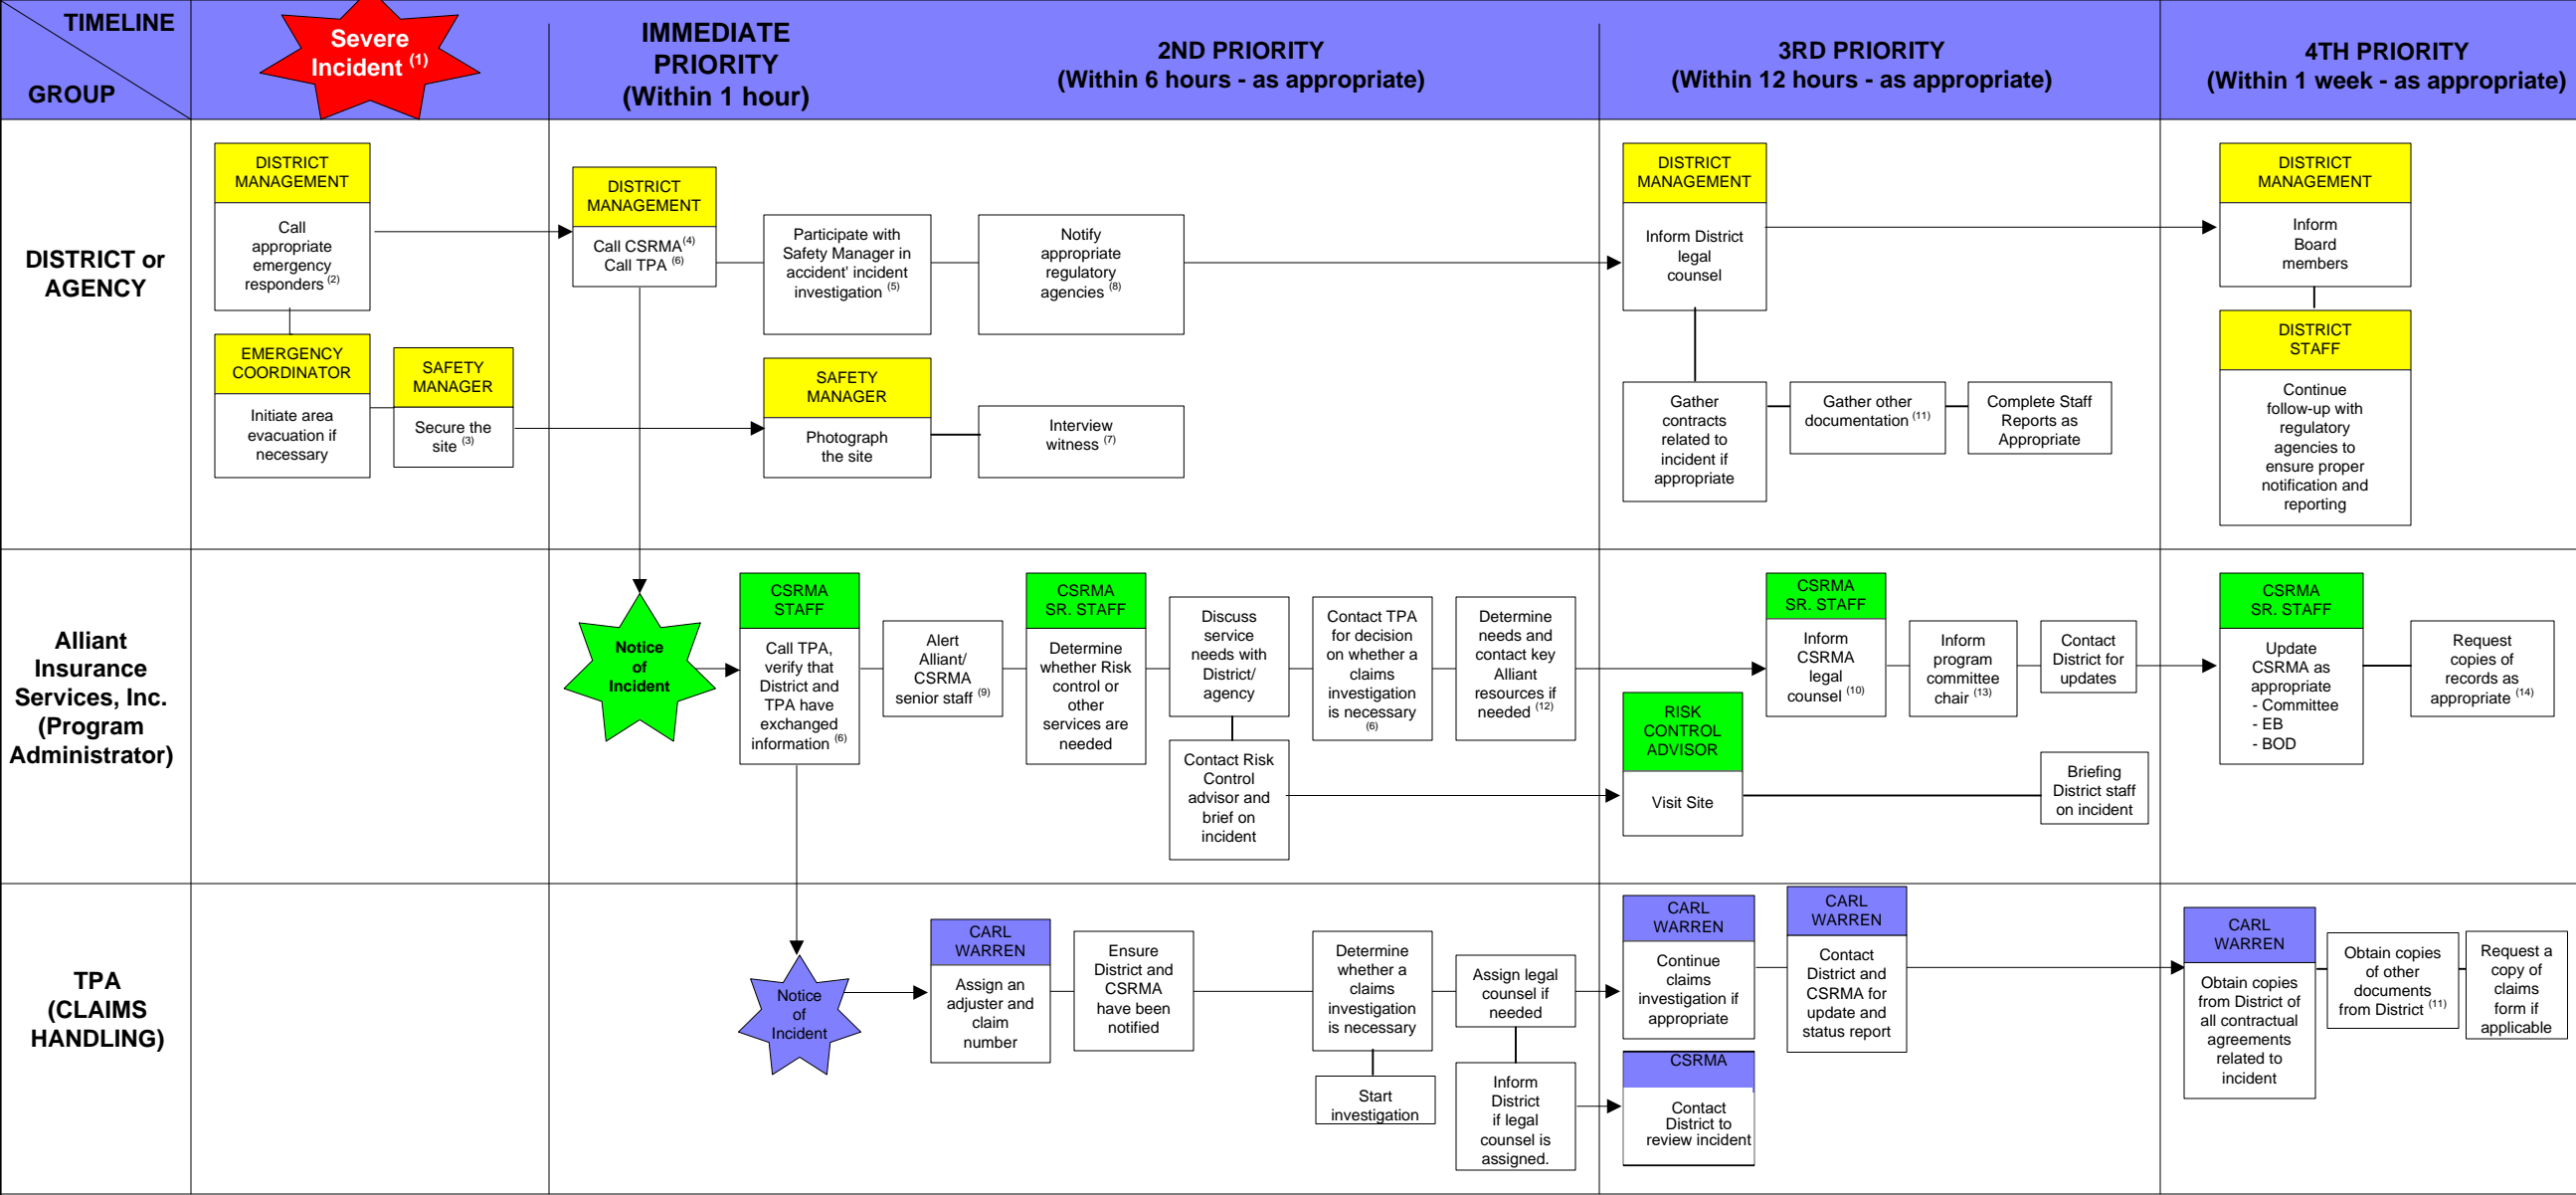 TIMELINE
GROUP
Severe
Incident (1)
IMMEDIATE
PRIORITY
(Within 1 hour)
2ND PRIORITY
(Within 6 hours - as appropriate)
3RD PRIORITY
(Within 12 hours - as appropriate)
4TH PRIORITY
(Within 1 week - as appropriate)
DISTRICT or
AGENCY
DISTRICT
MANAGEMENT
Call
appropriate
emergency
responders (2)
EMERGENCY
COORDINATOR
Initiate area
evacuation if
necessary
SAFETY
MANAGER
Secure the
site (3)
DISTRICT
MANAGEMENT
Call CSRMA(4)
Call TPA (6)
Participate with
Safety Manager in
accident' incident
investigation (5)
Notify
appropriate
regulatory
agencies (8)
SAFETY
MANAGER
Photograph
the site
Interview
witness (7)
DISTRICT
MANAGEMENT
Inform District
legal
counsel
Gather
contracts
related to
incident if
appropriate
Gather other
documentation (11)
Complete Staff
Reports as
Appropriate
DISTRICT
MANAGEMENT
Inform
Board
members
DISTRICT
STAFF
Continue
follow-up with
regulatory
agencies to
ensure proper
notification and
reporting
Alliant
Insurance
Services, Inc.
(Program
Administrator)
Notice
of
Incident
CSRMA
STAFF
Call TPA,
verify that
District and
TPA have
exchanged
information (6)
Alert
Alliant/
CSRMA
senior staff (9)
CSRMA
SR. STAFF
Determine
whether Risk
control or
other
services are
needed
Discuss
service
needs with
District/
agency
Contact Risk
Control
advisor and
brief on
incident
Contact TPA
for decision
on whether a
claims
investigation
is necessary
(6)
Determine
needs and
contact key
Alliant
resources if
needed (12)
CSRMA
SR. STAFF
Inform
CSRMA
legal
counsel (10)
Inform
program
committee
chair (13)
Contact
District for
updates
RISK
CONTROL
ADVISOR
Visit Site
Briefing
District staff
on incident
CSRMA
SR. STAFF
Update
CSRMA as
appropriate
- Committee
- EB
- BOD
Request
copies of
records as
appropriate (14)
TPA
(CLAIMS
HANDLING)
Notice
of
Incident
CARL
WARREN
Assign an
adjuster and
claim
number
Ensure
District and
CSRMA
have been
notified
Determine
whether a
claims
investigation
is necessary
Start
investigation
Assign legal
counsel if
needed
Inform
District
if legal
counsel is
assigned.
CARL
WARREN
Continue
claims
investigation if
appropriate
CARL
WARREN
Contact
District and
CSRMA for
update and
status report
CSRMA
Contact
District to
review incident
CARL
WARREN
Obtain copies
from District of
all contractual
agreements
related to
incident
Obtain copies
of other
documents
from District (11)
Request a
copy of
claims
form if
applicable